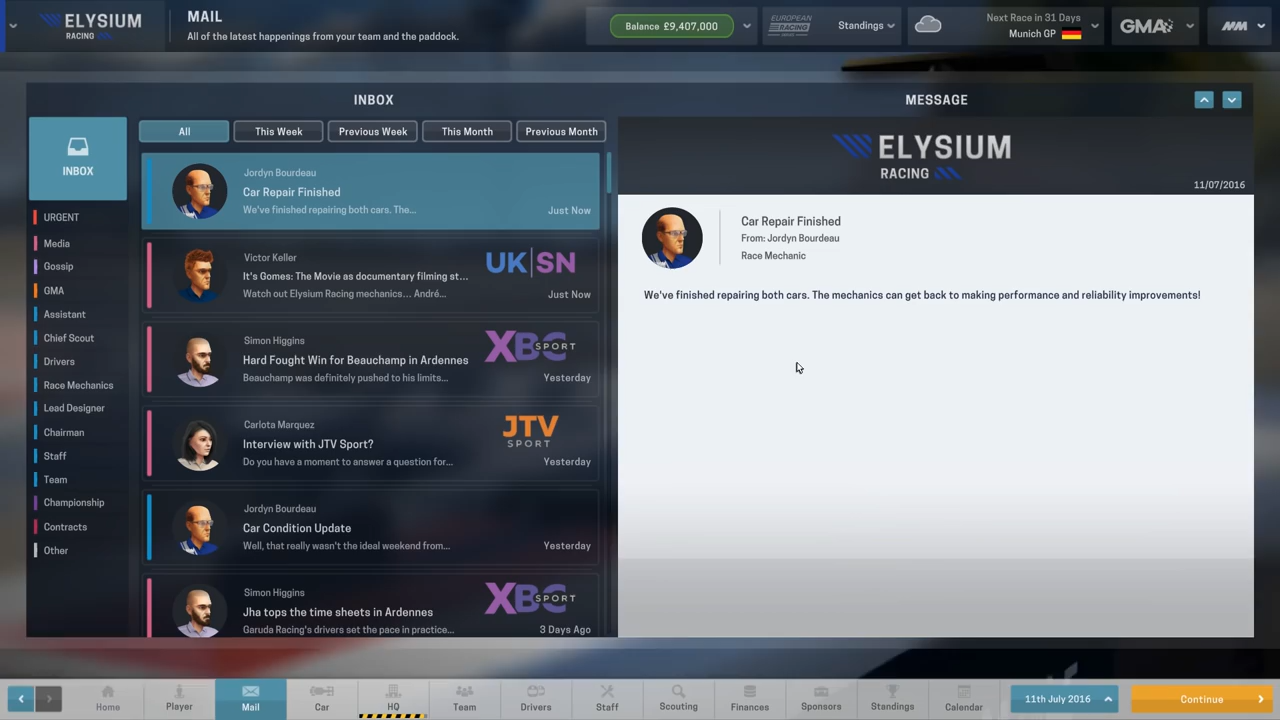 ELYSIUM
RACING
MAIL
All of the latest happenings from your team and the paddock.
Balance £9,407,000
EUROPEAN
RACING
SERIES
Standings
Next Race in 31 Days
Munich GP
GMA
INBOX
MESSAGE
INBOX
URGENT
Media
Gossip
GMA
Assistant
Chief Scout
Drivers
Race Mechanics
Lead Designer
Chairman
Staff
Team
Championship
Contracts
Other
All
This Week
Previous Week
This Month
Previous Month
Jordyn Bourdeau
Car Repair Finished
We've finished repairing both cars. The...
Just Now
Victor Keller
It's Gomes: The Movie as documentary filming st...
Watch out Elysium Racing mechanics... André...
UK|SN
Just Now
Simon Higgins
Hard Fought Win for Beauchamp in Ardennes
Beauchamp was definitely pushed to his limits...
XBC SPORT
Yesterday
Carlota Marquez
Interview with JTV Sport?
Do you have a moment to answer a question for...
JTV
SPORT
Yesterday
Jordyn Bourdeau
Car Condition Update
Well, that really wasn't the ideal weekend from...
Yesterday
Simon Higgins
Jha tops the time sheets in Ardennes
Garuda Racing's drivers set the pace in practice...
XBC SPORT
3 Days Ago
ELYSIUM
RACING
11/07/2016
Car Repair Finished
From: Jordyn Bourdeau
Race Mechanic
We've finished repairing both cars. The mechanics can get back to making performance and reliability improvements!
Home
Player
Mail
Car
HQ
Team
Drivers
Staff
Scouting
Finances
Sponsors
Standings
Calendar
11th July 2016
Continue